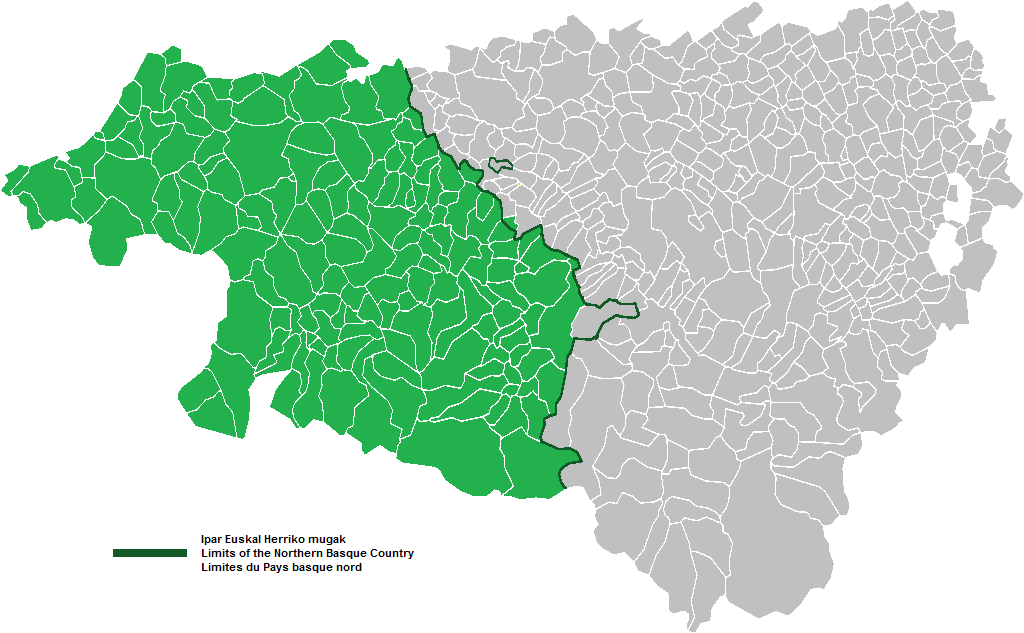 Ipar Euskal Herriko mugak
Limits of the Northern Basque Country
Limites du Pays basque nord